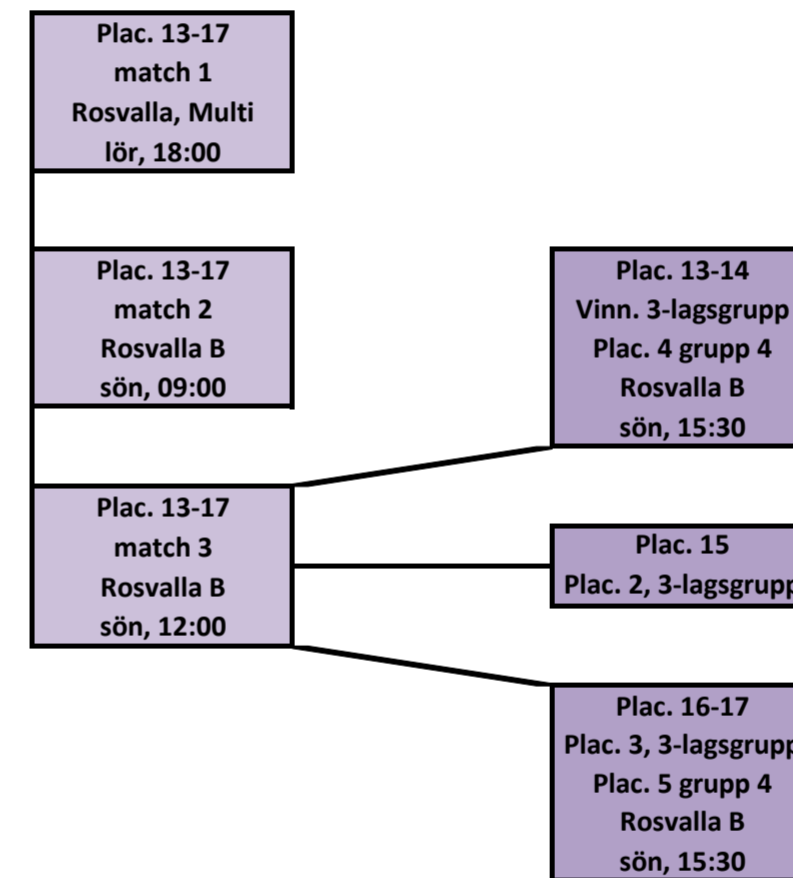 Plac. 13-17
match 1
Rosvalla, Multi
lör, 18:00
Plac. 13-17
match 2
Rosvalla B
sön, 09:00
Plac. 13-17
match 3
Rosvalla B
sön, 12:00
Plac. 13-14
Vinn. 3-lagsgrupp
Plac. 4 grupp 4
Rosvalla B
sön, 15:30
Plac. 15
Plac. 2, 3-lagsgrupp
Plac. 16-17
Plac. 3, 3-lagsgrupp
Plac. 5 grupp 4
Rosvalla B
sön, 15:30